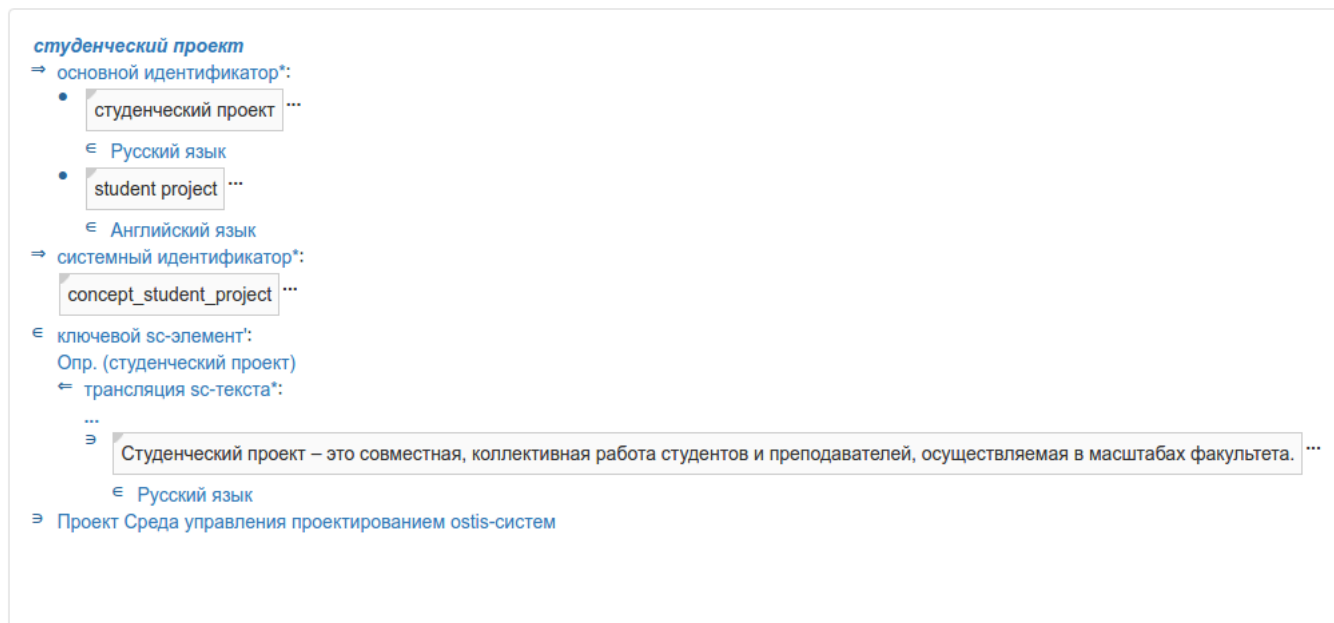 студенческий проект
⇒ основной идентификатор*:
• студенческий проект ...
∈ Русский язык
• student project ...
∈ Английский язык
⇒ системный идентификатор*:
concept_student_project ...
∈ ключевой sc-элемент':
Опр. (студенческий проект)
⇐ трансляция sc-текста*:
...
∋ Студенческий проект – это совместная, коллективная работа студентов и преподавателей, осуществляемая в масштабах факультета. ...
∈ Русский язык
∋ Проект Среда управления проектированием ostis-систем